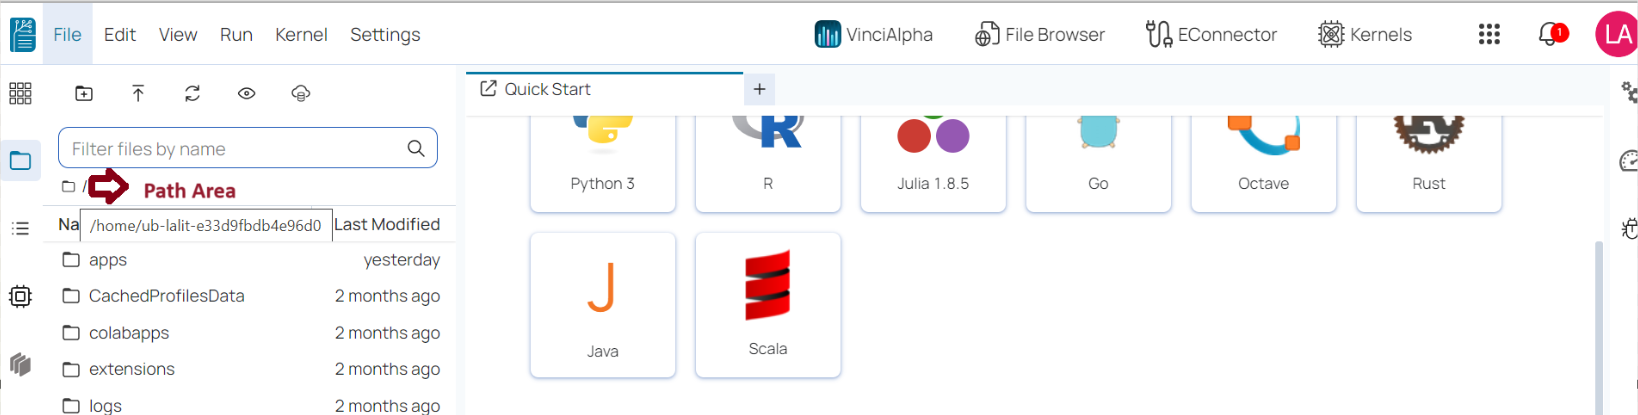 File Edit View Run Kernel Settings VinciAlpha File Browser EConnector Kernels 1 LA
Quick Start +
Filter files by name
/ Path Area
Na /home/ub-lalit-e33d9fbdb4e96d0 Last Modified
apps yesterday
CachedProfilesData 2 months ago
colabapps 2 months ago
extensions 2 months ago
logs 2 months ago
Python 3 R Julia 1.8.5 Go Octave Rust
Java Scala